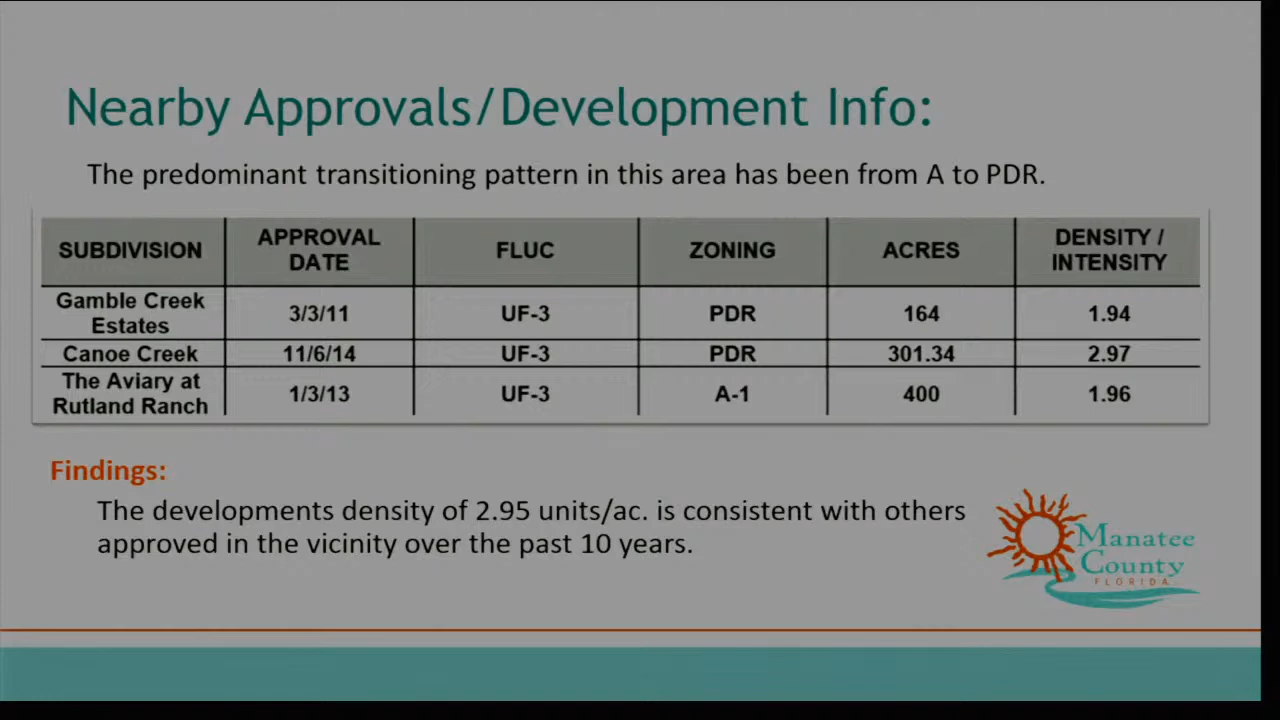 Nearby Approvals/Development Info:
The predominant transitioning pattern in this area has been from A to PDR.
SUBDIVISION APPROVAL DATE FLUC ZONING ACRES DENSITY / INTENSITY
Gamble Creek Estates 3/3/11 UF-3 PDR 164 1.94
Canoe Creek 11/6/14 UF-3 PDR 301.34 2.97
The Aviary at Rutland Ranch 1/3/13 UF-3 A-1 400 1.96
Findings:
The developments density of 2.95 units/ac. is consistent with others
approved in the vicinity over the past 10 years.
Manatee
County
FLORIDA